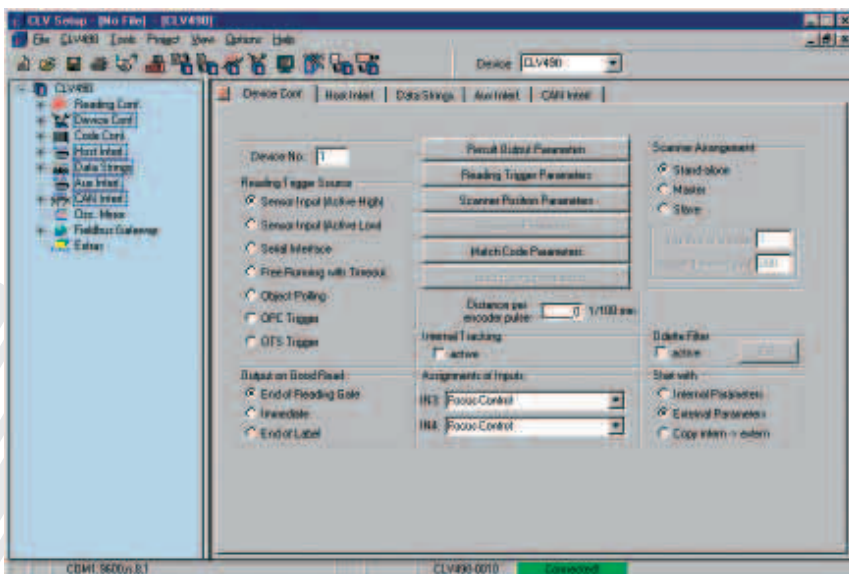 CLV Setup - [No File] - [CLV490]
File CLV490 Tools Project View Options Help
Device CLV490
CLV490
Reading Conf.
Device Conf.
Code Conf.
Host Interf.
Data Strings
Aux Interf.
CAN Interf.
Osc. Mirror
Fieldbus Gateway
Extras
Device Conf. Host Interf. Data Strings Aux Interf. CAN Interf.
Device No.: 1
Reading Trigger Source
Sensor Input (Active High)
Sensor Input (Active Low)
Serial Interface
Free Running with Timeout
Object Polling
OPC Trigger
OTS Trigger
Output on Good Read
End of Reading Gate
Immediate
End of Label
Result Output Parameters
Reading Trigger Parameters
Scanner Position Parameters
Match Code Parameters
Distance per
encoder pulse: 0 1/100 mm
Internal Tracking
active
Assignments of Inputs
IN3 Focus Control
IN4 Focus Control
Scanner Arrangement
Stand-alone
Master
Slave
Delete Filter
active
Start with
Internal Parameters
External Parameters
Copy intern -> extern
COM1: 9600,n,8,1
CLV490-0010
Connected!